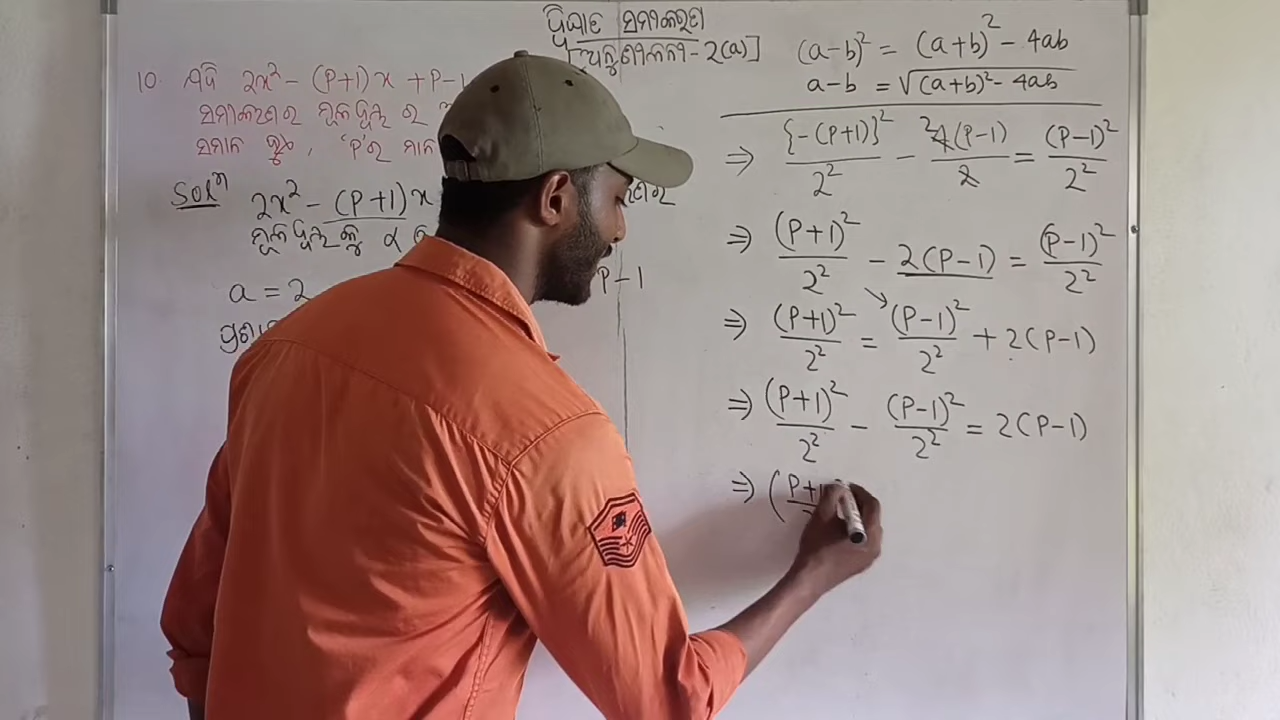 ଦ୍ୱିଘାତ ସମୀକରଣ
[ଅନୁଶୀଳନୀ-2(a)]
10. ଯଦି 2x² - (P+1)x + P-1
ସମୀକରଣର ମୂଳଦ୍ୱୟ ର
ସମାନ ହୁଏ, 'P'ର ମାନ
Solⁿ 2x² - (P+1)x
ମୂଳଦ୍ୱୟକୁ α
a = 2
P-1
(a-b)² = (a+b)² - 4ab
a-b = √(a+b)² - 4ab
⇒ {-(P+1)}²/2² - ²4(P-1)/2 = (P-1)²/2²
⇒ (P+1)²/2² - 2(P-1) = (P-1)²/2²
⇒ (P+1)²/2² = (P-1)²/2² + 2(P-1)
⇒ (P+1)²/2² - (P-1)²/2² = 2(P-1)
⇒ (P+